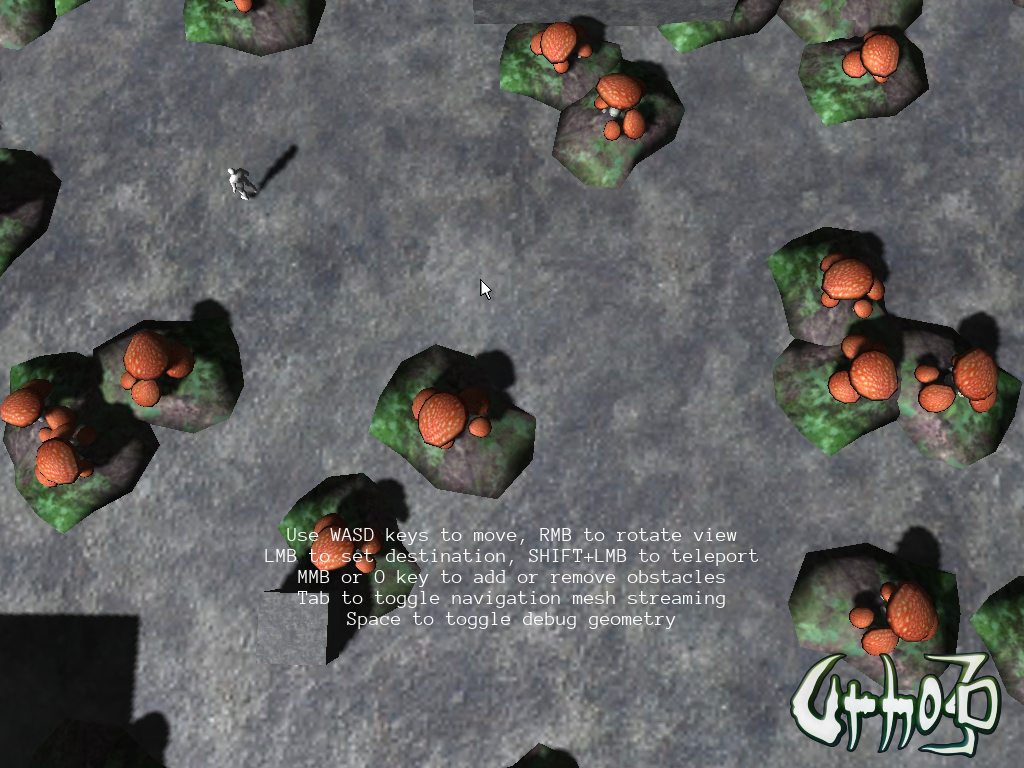 Use WASD keys to move, RMB to rotate view
LMB to set destination, SHIFT+LMB to teleport
MMB or O key to add or remove obstacles
Tab to toggle navigation mesh streaming
Space to toggle debug geometry
Urho3D